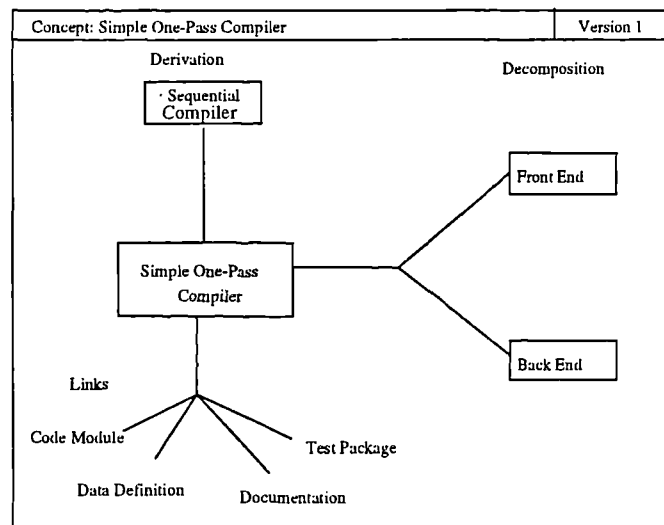 Concept: Simple One-Pass Compiler
Version 1
Derivation
Decomposition
Sequential
Compiler
Front End
Simple One-Pass
Compiler
Back End
Links
Code Module
Test Package
Data Definition
Documentation